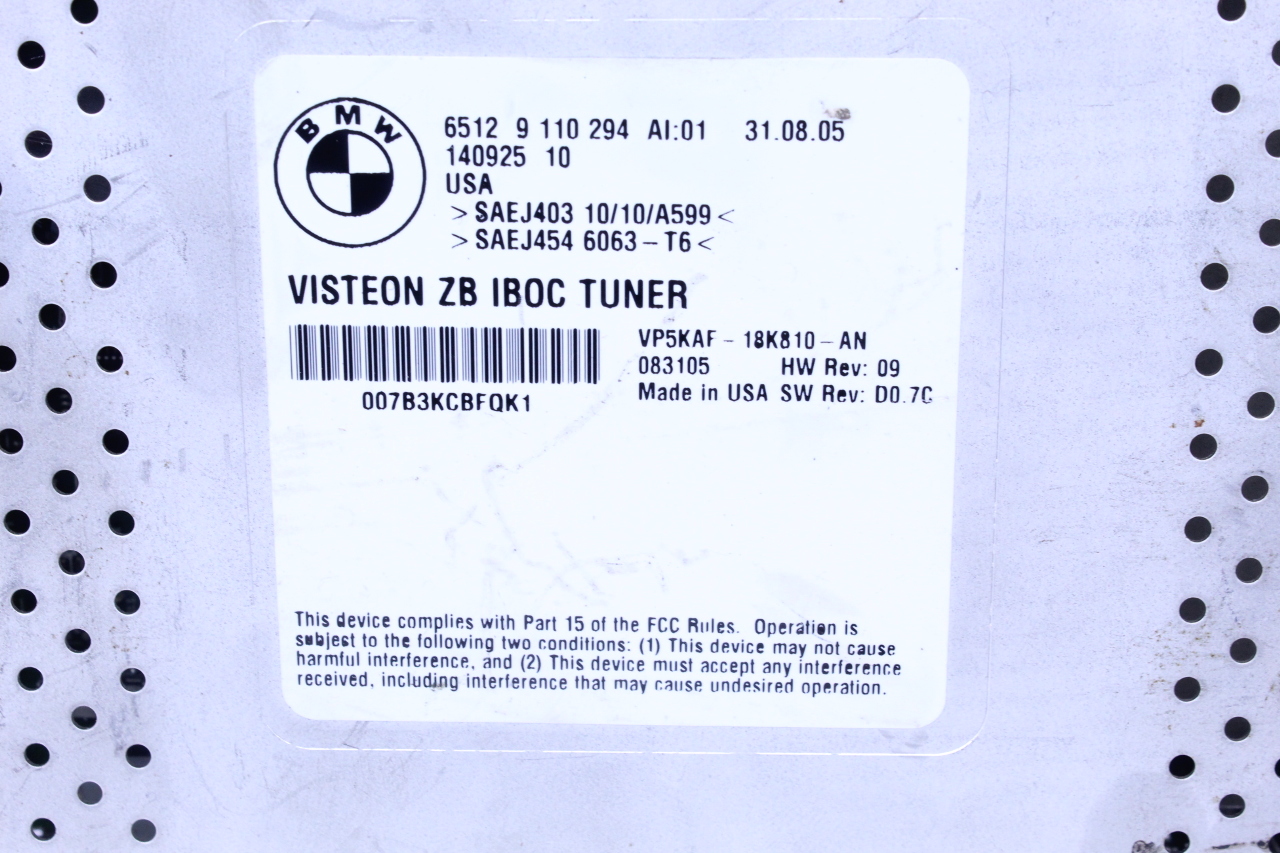 BMW
6512 9 110 294 AI:01 31.08.05
140925 10
USA
>SAEJ403 10/10/A599<
>SAEJ454 6063-T6<
VISTEON ZB IBOC TUNER
VP5KAF - 18K810 - AN
083105 HW Rev: 09
Made in USA SW Rev: D0.7C
007B3KCBFQK1
This device complies with Part 15 of the FCC Rules. Operation is
subject to the following two conditions: (1) This device may not cause
harmful interference, and (2) This device must accept any interference
received, including interference that may cause undesired operation.